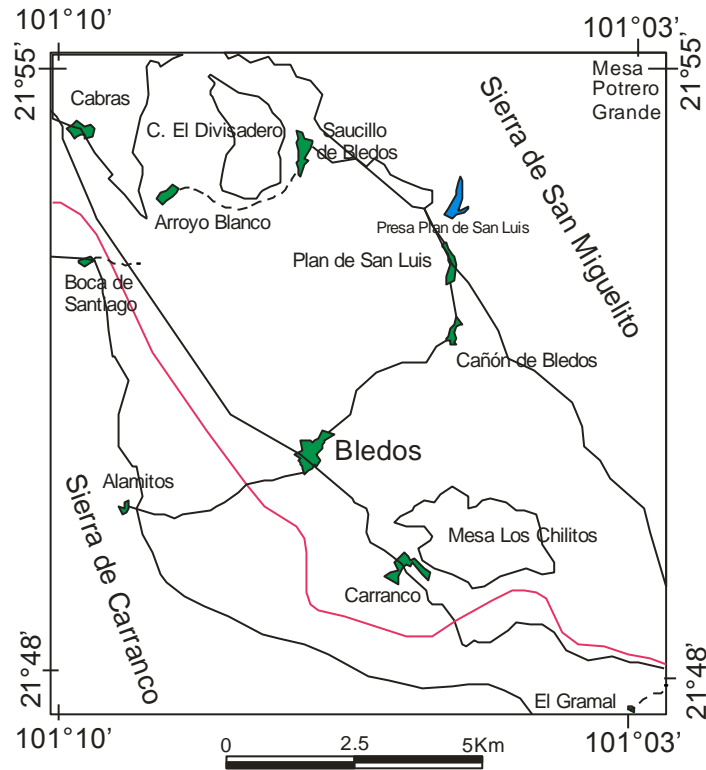 101°10’
101°03’
21°55’
21°55’
Mesa
Potrero
Grande
Cabras
C. El Divisadero
Saucillo
de Bledos
Sierra de San Miguelito
Arroyo Blanco
Presa Plan de San Luis
Plan de San Luis
Boca de
Santiago
Cañón de Bledos
Bledos
Alamitos
Sierra de Carranco
Mesa Los Chilitos
Carranco
21°48’
21°48’
El Gramal
101°10’
101°03’
0
2.5
5Km